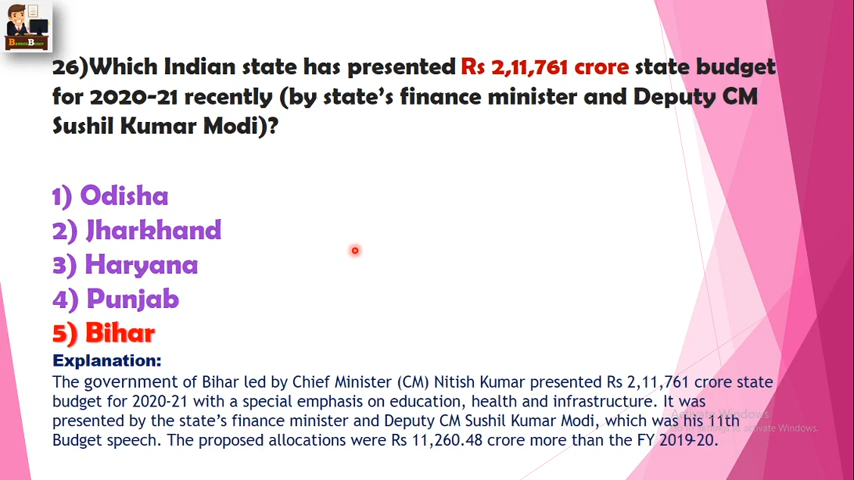 26)Which Indian state has presented Rs 2,11,761 crore state budget
for 2020-21 recently (by state's finance minister and Deputy CM
Sushil Kumar Modi)?
1) Odisha
2) Jharkhand
3) Haryana
4) Punjab
5) Bihar
Explanation:
The government of Bihar led by Chief Minister (CM) Nitish Kumar presented Rs 2,11,761 crore state
budget for 2020-21 with a special emphasis on education, health and infrastructure. It was
presented by the state's finance minister and Deputy CM Sushil Kumar Modi, which was his 11th
Budget speech. The proposed allocations were Rs 11,260.48 crore more than the FY 2019-20.
Activate Windows
to activate Windows.